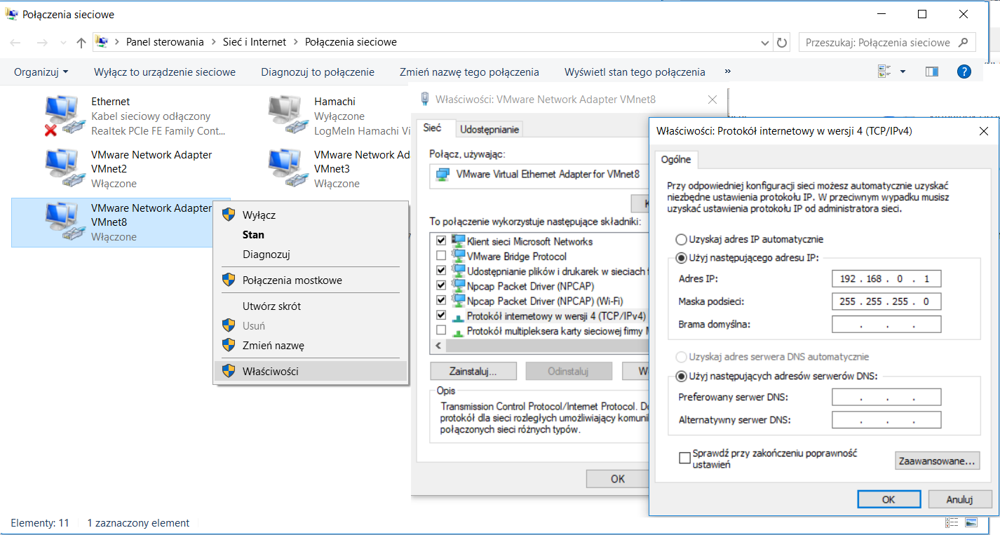 Połączenia sieciowe
Panel sterowania
Sieć i Internet
Połączenia sieciowe
Przeszukaj: Połączenia sieciowe
Organizuj
Wyłącz to urządzenie sieciowe
Diagnozuj to połączenie
Zmień nazwę tego połączenia
Wyświetl stan tego połączenia
»
?
Ethernet
Kabel sieciowy odłączony
Realtek PCIe FE Family Cont...
Hamachi
Wyłączone
LogMeIn Hamachi Vi
VMware Network Adapter
VMnet2
Włączone
VMware Network Ad
VMnet3
Włączone
VMware Network Adapter
VMnet8
Włączone
Wyłącz
Stan
Diagnozuj
Połączenia mostkowe
Utwórz skrót
Usuń
Zmień nazwę
Właściwości
Właściwości: VMware Network Adapter VMnet8
Sieć
Udostępnianie
Połącz, używając:
VMware Virtual Ethernet Adapter for VMnet8
K
To połączenie wykorzystuje następujące składniki:
Klient sieci Microsoft Networks
VMware Bridge Protocol
Udostępnianie plików i drukarek w sieciach
Npcap Packet Driver (NPCAP)
Npcap Packet Driver (NPCAP) (Wi-Fi)
Protokół internetowy w wersji 4 (TCP/IPv4)
Protokół multipleksera karty sieciowej firmy
Zainstaluj...
Odinstaluj
W
Opis
Transmission Control Protocol/Internet Protocol. D
protokół dla sieci rozległych umożliwiający komuni
połączonych sieci różnych typów.
OK
Właściwości: Protokół internetowy w wersji 4 (TCP/IPv4)
Ogólne
Przy odpowiedniej konfiguracji sieci możesz automatycznie uzyskać
niezbędne ustawienia protokołu IP. W przeciwnym wypadku musisz
uzyskać ustawienia protokołu IP od administratora sieci.
Uzyskaj adres IP automatycznie
Użyj następującego adresu IP:
Adres IP:
192 . 168 . 0 . 1
Maska podsieci:
255 . 255 . 255 . 0
Brama domyślna:
. . .
Uzyskaj adres serwera DNS automatycznie
Użyj następujących adresów serwerów DNS:
Preferowany serwer DNS:
. . .
Alternatywny serwer DNS:
. . .
Sprawdź przy zakończeniu poprawność
ustawień
Zaawansowane...
OK
Anuluj
Elementy: 11
1 zaznaczony element